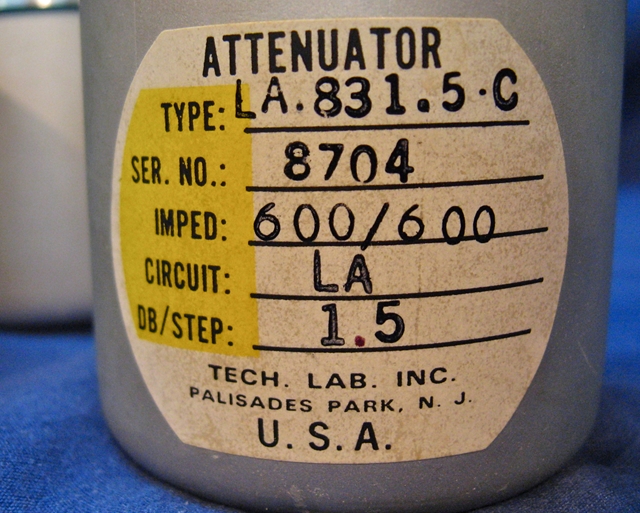 ATTENUATOR
TYPE: LA.831.5.C
SER. NO.: 8704
IMPED: 600/600
CIRCUIT: LA
DB/STEP: 1.5
TECH. LAB. INC.
PALISADES PARK, N. J.
U.S.A.